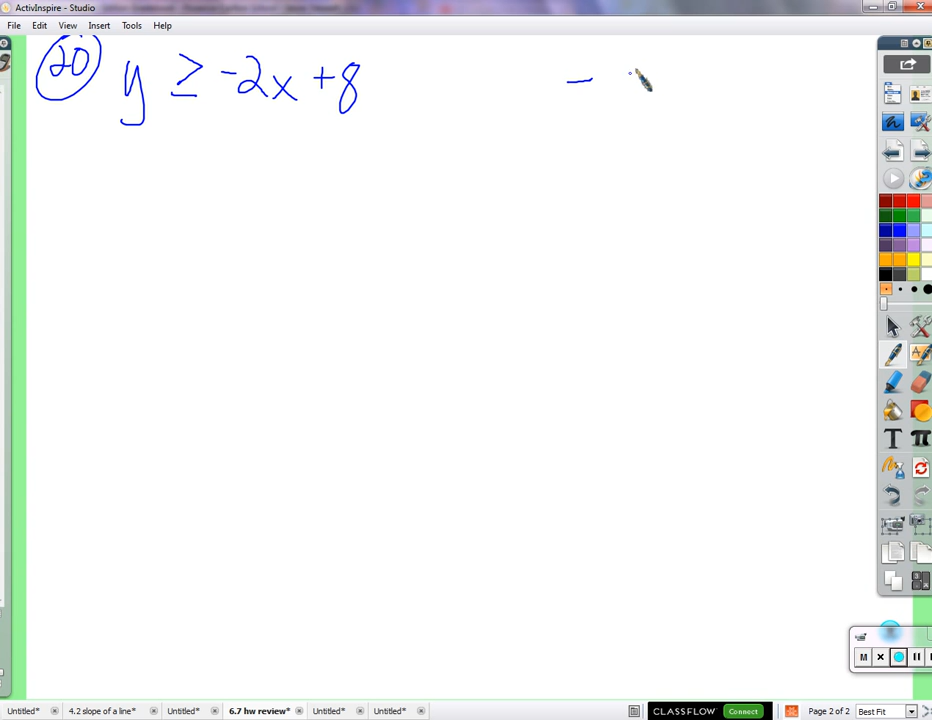 ActivInspire - Studio
File Edit View Insert Tools Help
20 y ≥ -2x + 8 -
M
Untitled* 4.2 slope of a line* Untitled* 6.7 hw review* Untitled* Untitled* CLASSFLOW Connect Page 2 of 2 Best Fit